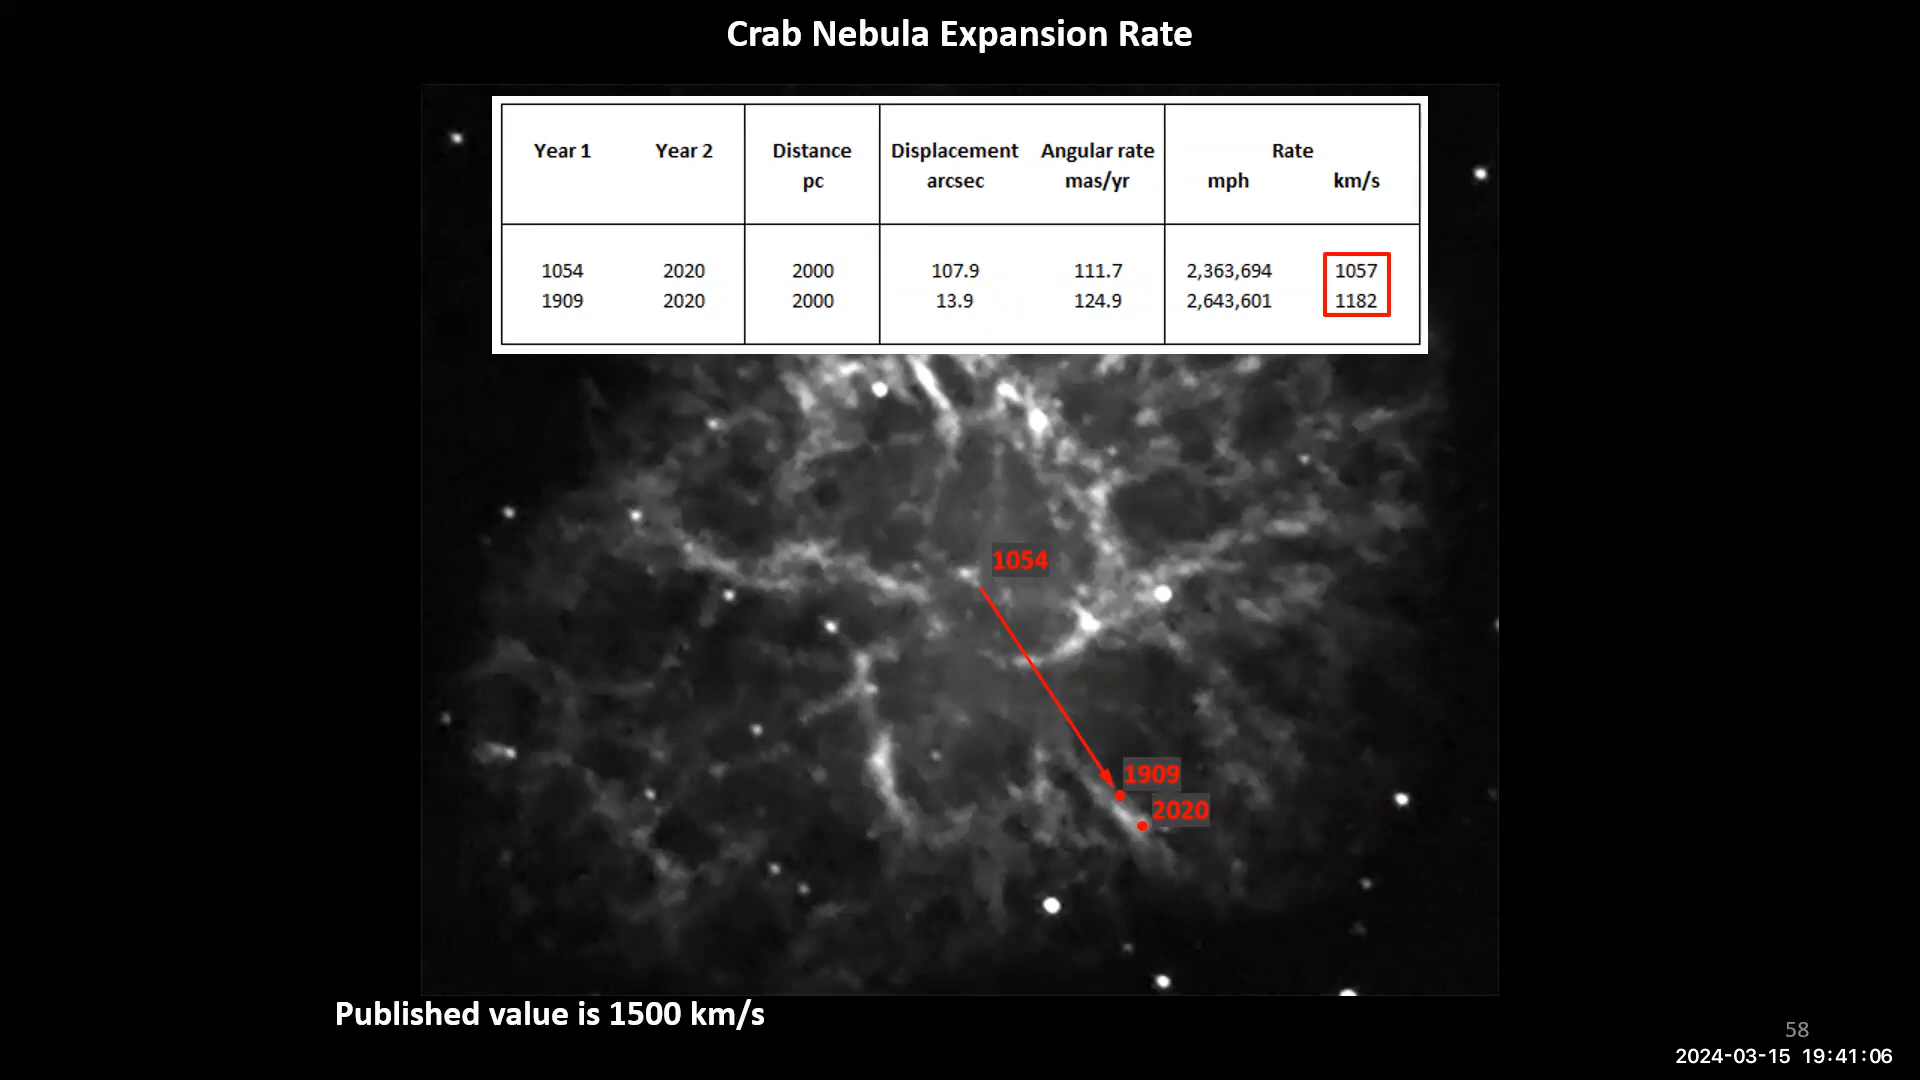 Crab Nebula Expansion Rate
Year 1 Year 2 Distance Displacement Angular rate Rate
pc arcsec mas/yr mph km/s
1054 2020 2000 107.9 111.7 2,363,694 1057
1909 2020 2000 13.9 124.9 2,643,601 1182
1054
1909
2020
Published value is 1500 km/s
58
2024-03-15 19:41:06